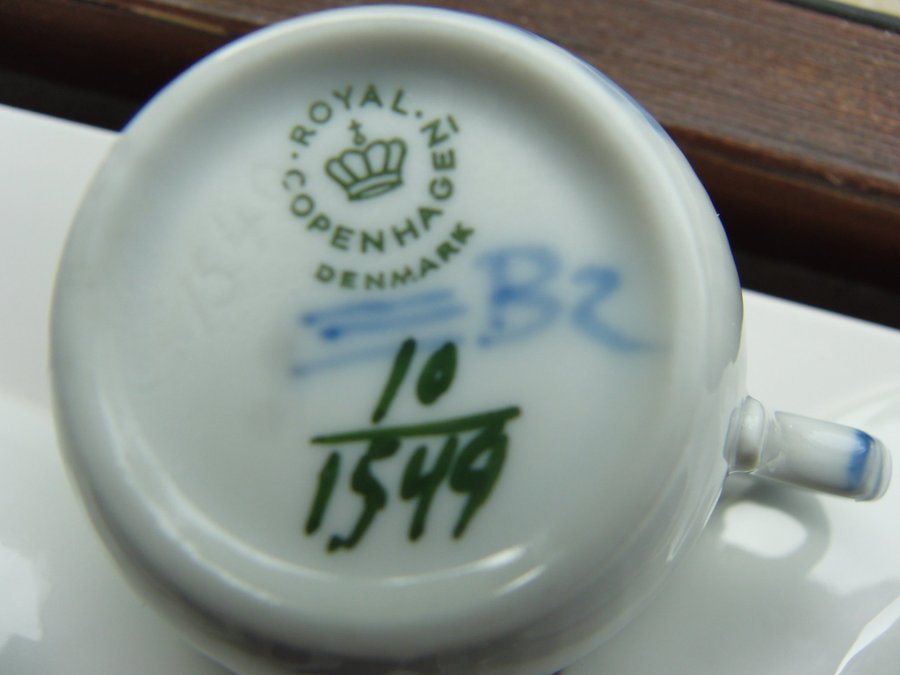 · ROYAL ·
COPENHAGEN
DENMARK
B2
10
1549